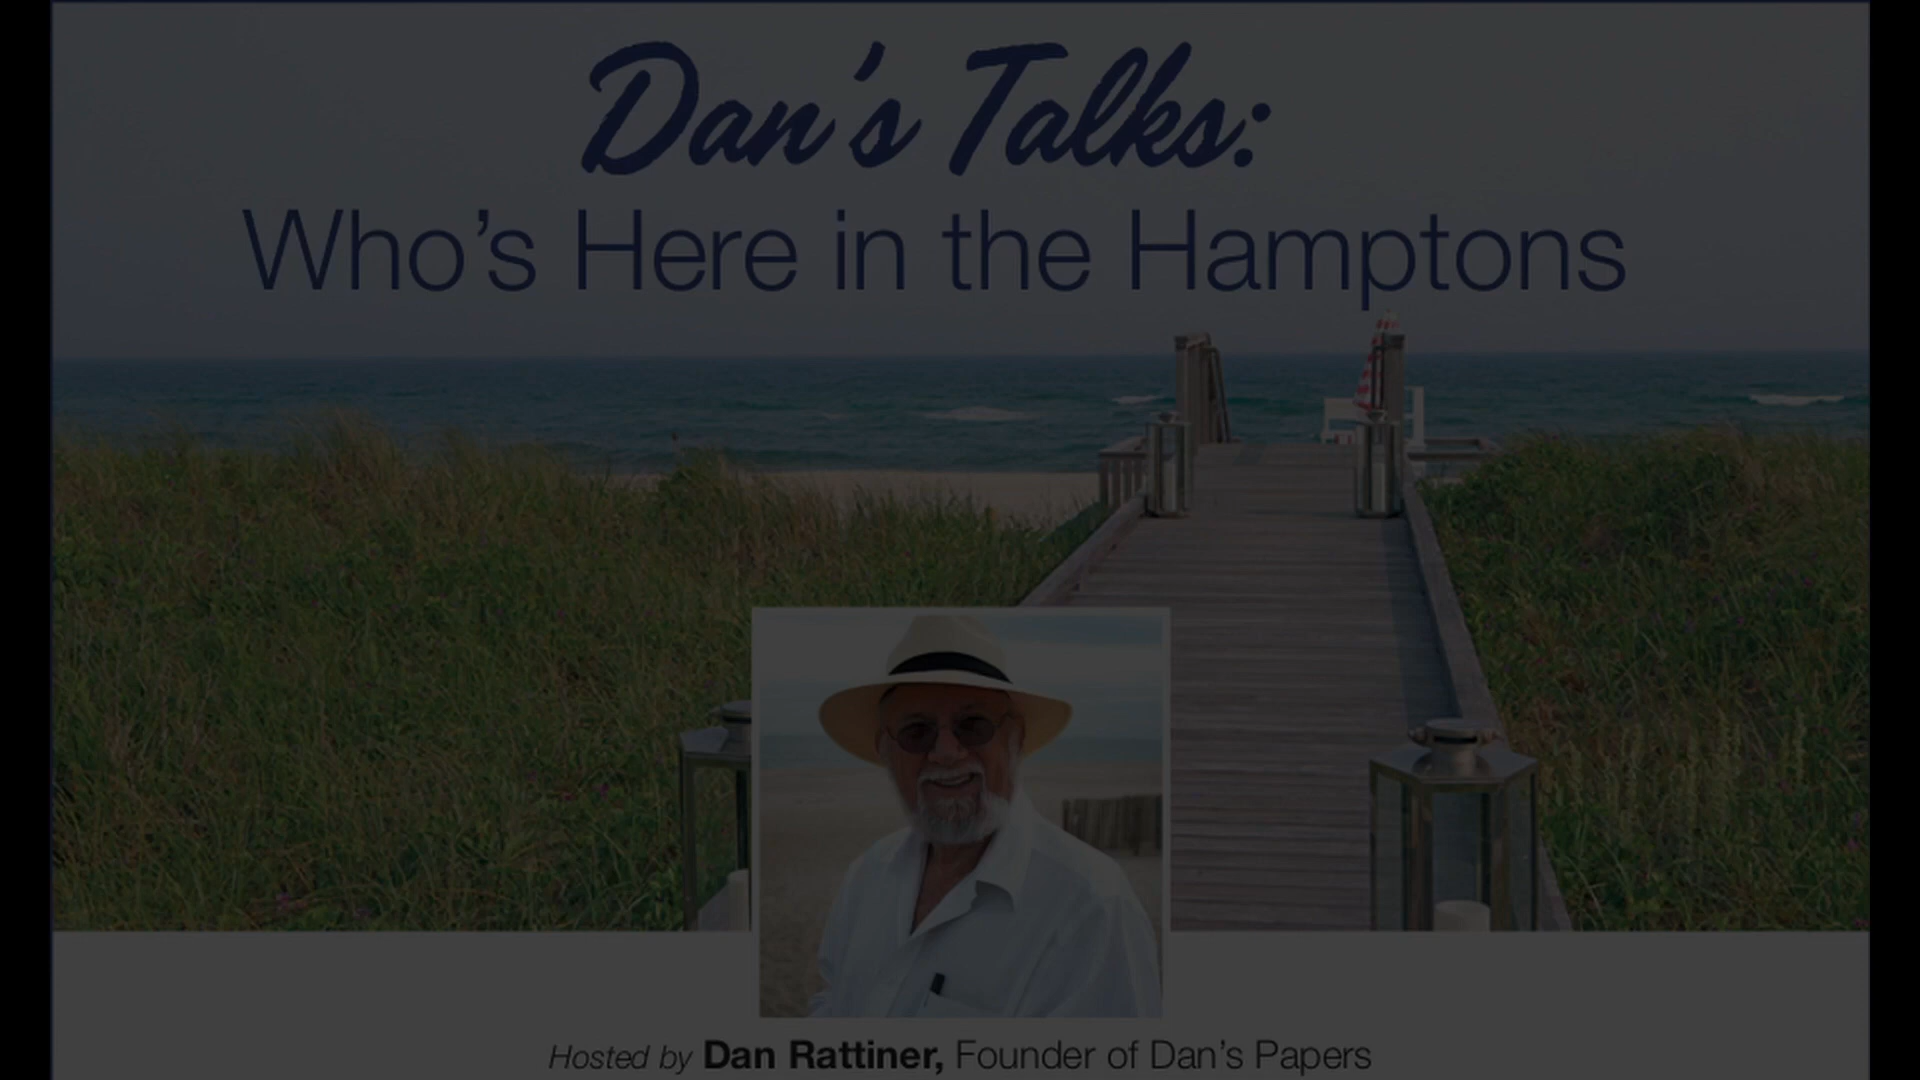 Dan's Talks:
Who's Here in the Hamptons
Hosted by Dan Rattiner, Founder of Dan's Papers